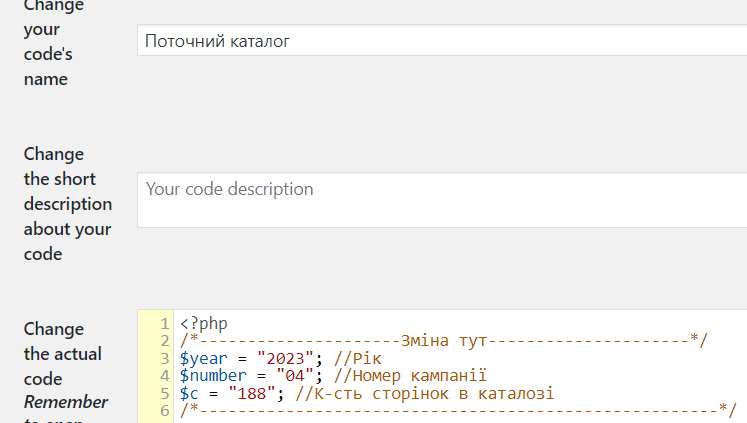 Change
your
code's
name
Поточний каталог
Change
the short
description
about your
code
Your code description
Change
the actual
code
Remember
1 <?php
2 /*---------------------Зміна тут---------------------*/
3 $year = "2023"; //Рік
4 $number = "04"; //Номер кампанії
5 $c = "188"; //К-сть сторінок в каталозі
6 /*------------------------------------------------------*/